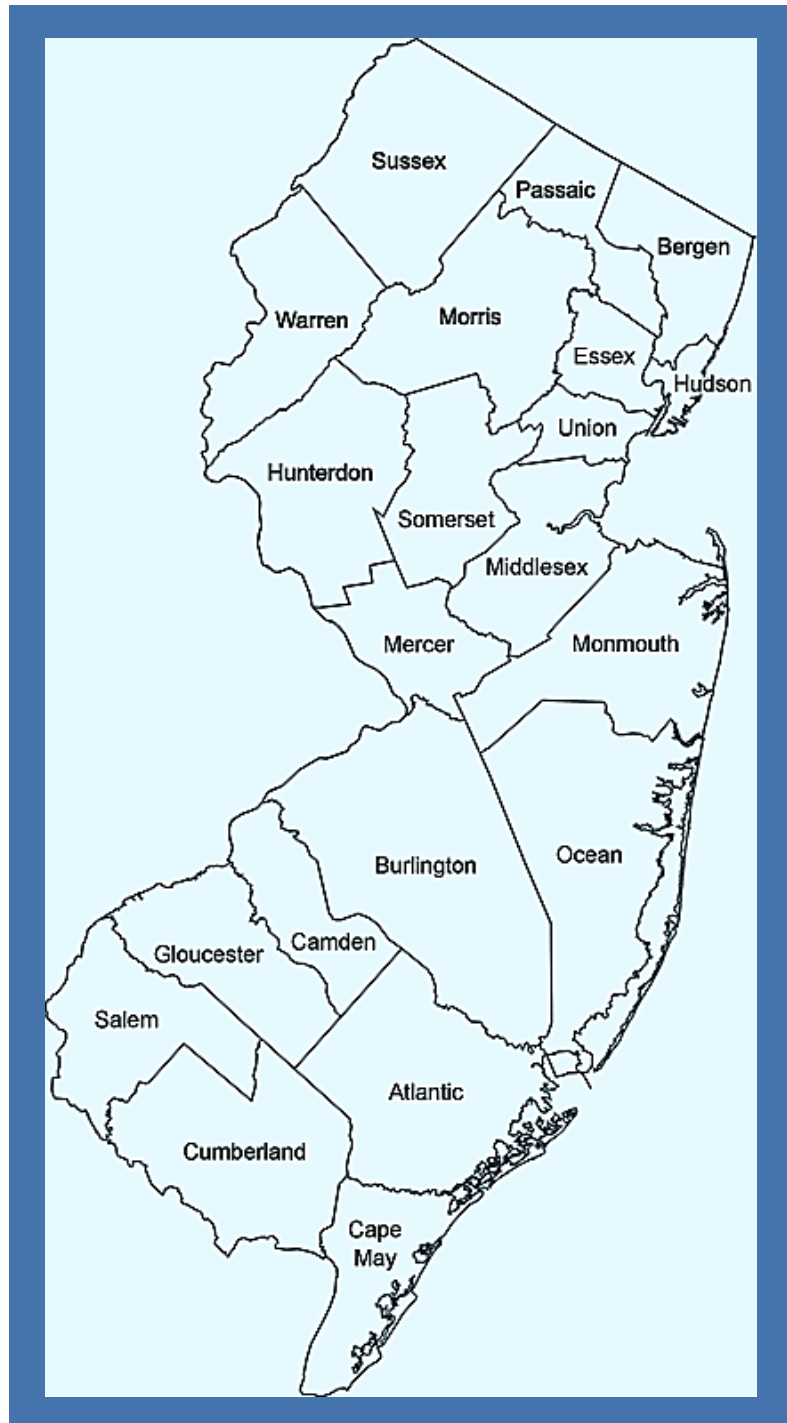 Sussex
Passaic
Bergen
Warren
Morris
Essex
Hudson
Union
Hunterdon
Somerset
Middlesex
Mercer
Monmouth
Burlington
Ocean
Camden
Gloucester
Salem
Atlantic
Cumberland
Cape
May